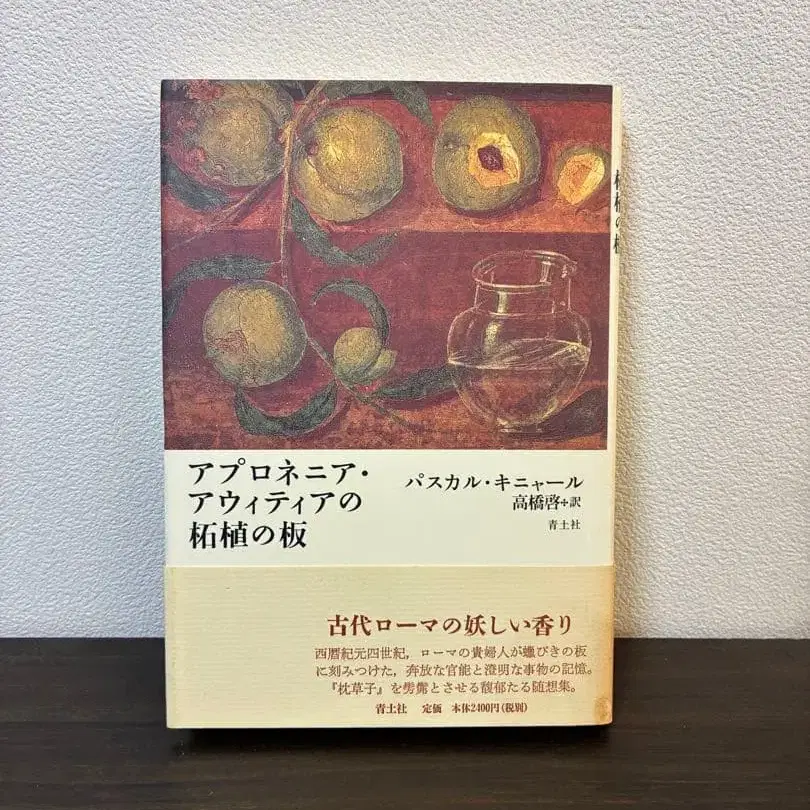 アプロネニア・
アウィティアの
柘植の板
パスカル・キニャール
高橋啓✢訳
青土社
古代ローマの妖しい香り
西暦紀元四世紀，ローマの貴婦人が蠟びきの板
に刻みつけた，奔放な官能と澄明な事物の記憶。
『枕草子』を髣髴とさせる馥郁たる随想集。
青土社　定価　本体2400円(税別)